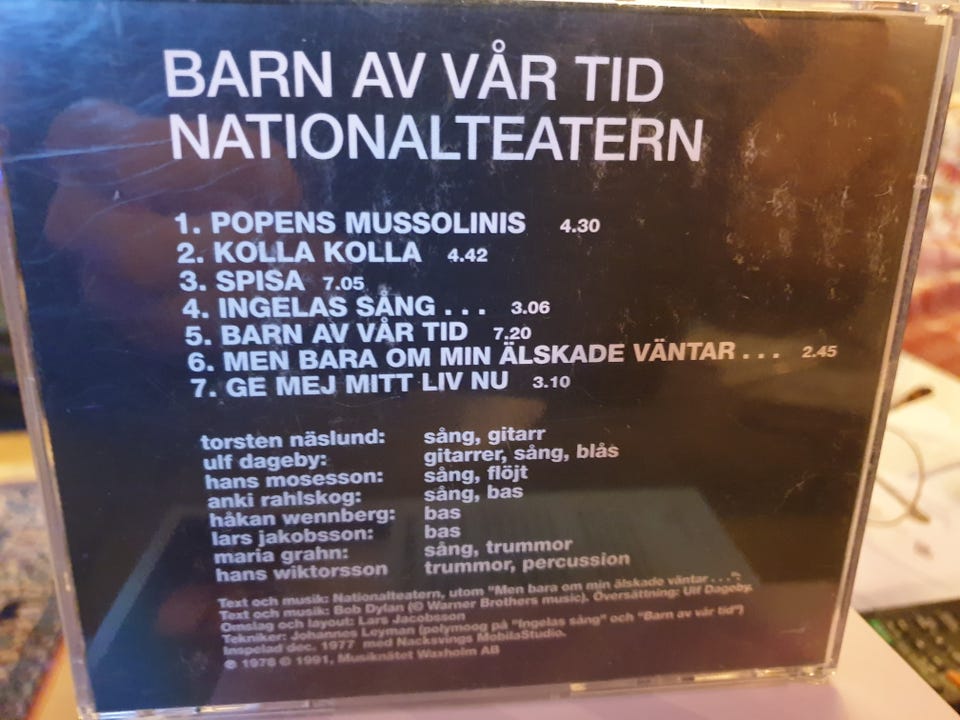 BARN AV VÅR TID
NATIONALTEATERN
1. POPENS MUSSOLINIS 4.30
2. KOLLA KOLLA 4.42
3. SPISA 7.05
4. INGELAS SÅNG . . . 3.06
5. BARN AV VÅR TID 7.20
6. MEN BARA OM MIN ÄLSKADE VÄNTAR . . . 2.45
7. GE MEJ MITT LIV NU 3.10
torsten näslund: sång, gitarr
ulf dageby: gitarrer, sång, blås
hans mosesson: sång, flöjt
anki rahlskog: sång, bas
håkan wennberg: bas
lars jakobsson: bas
maria grahn: sång, trummor
hans wiktorsson trummor, percussion
Text och musik: Nationalteatern, utom "Men bara om min älskade väntar . . .":
Text och musik: Bob Dylan (© Warner Brothers music). Översättning: Ulf Dageby.
Omslag och layout: Lars Jacobsson
Tekniker: Johannes Leyman (polymoog på "Ingelas sång" och "Barn av vår tid")
Inspelad dec. 1977 med Nacksvings MobilaStudio.
℗ 1978 © 1991, Musiknätet Waxholm AB